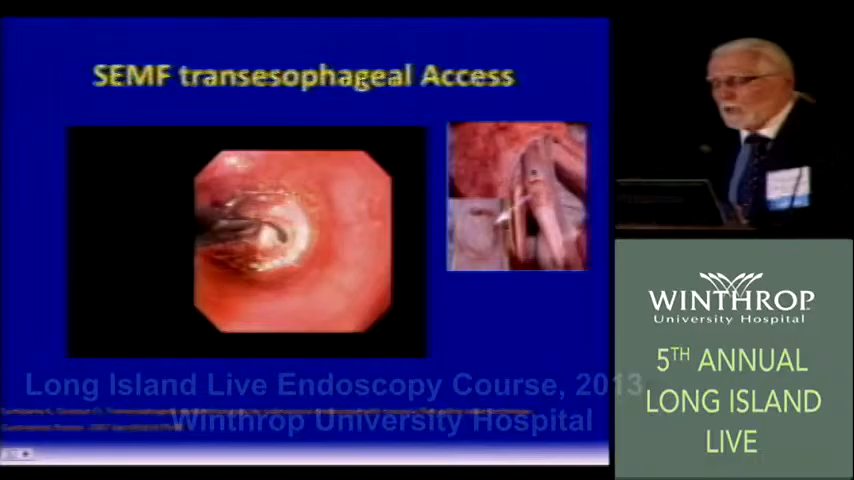 SEMF transesophageal Access
Long Island Live Endoscopy Course, 2013,
Winthrop University Hospital
WINTHROP
University Hospital
5TH ANNUAL
LONG ISLAND
LIVE